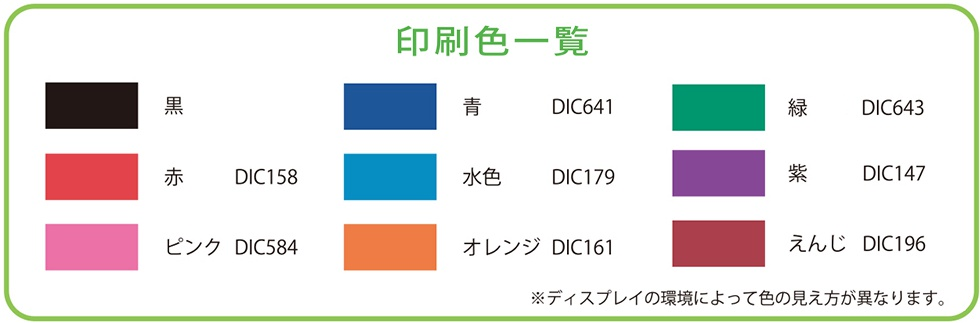 印刷色一覧
黒 青 DIC641 緑 DIC643
赤 DIC158 水色 DIC179 紫 DIC147
ピンク DIC584 オレンジ DIC161 えんじ DIC196
※ディスプレイの環境によって色の見え方が異なります。